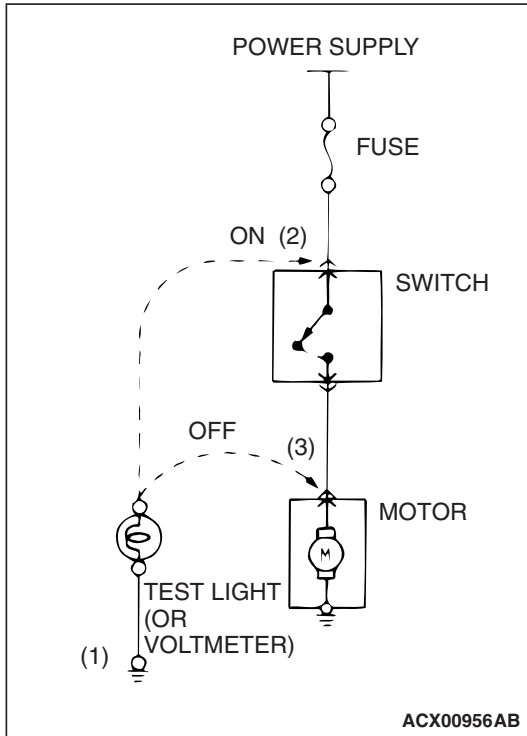 POWER SUPPLY
FUSE
ON (2)
SWITCH
OFF
(3)
MOTOR
M
TEST LIGHT
(OR
VOLTMETER)
(1)
ACX00956AB